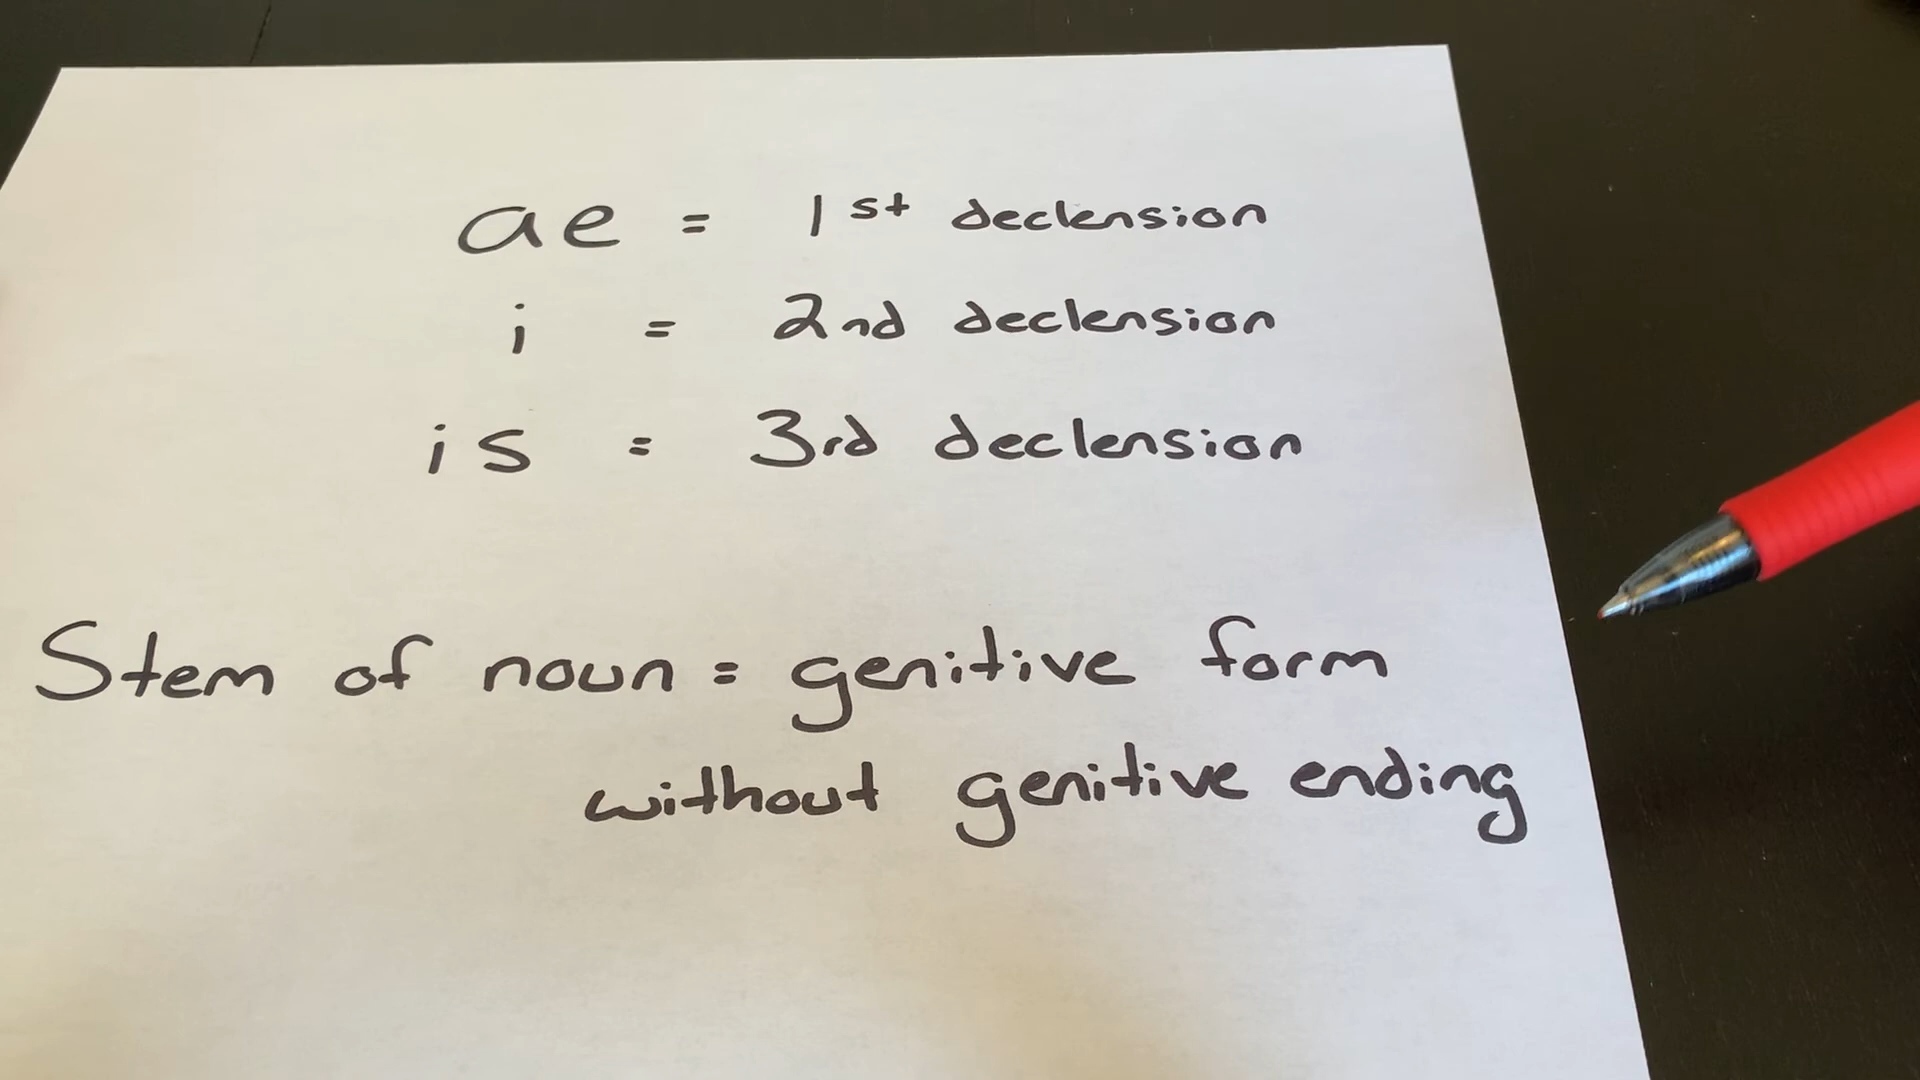 ae = 1st declension
i = 2nd declension
is = 3rd declension
Stem of noun = genitive form
without genitive ending